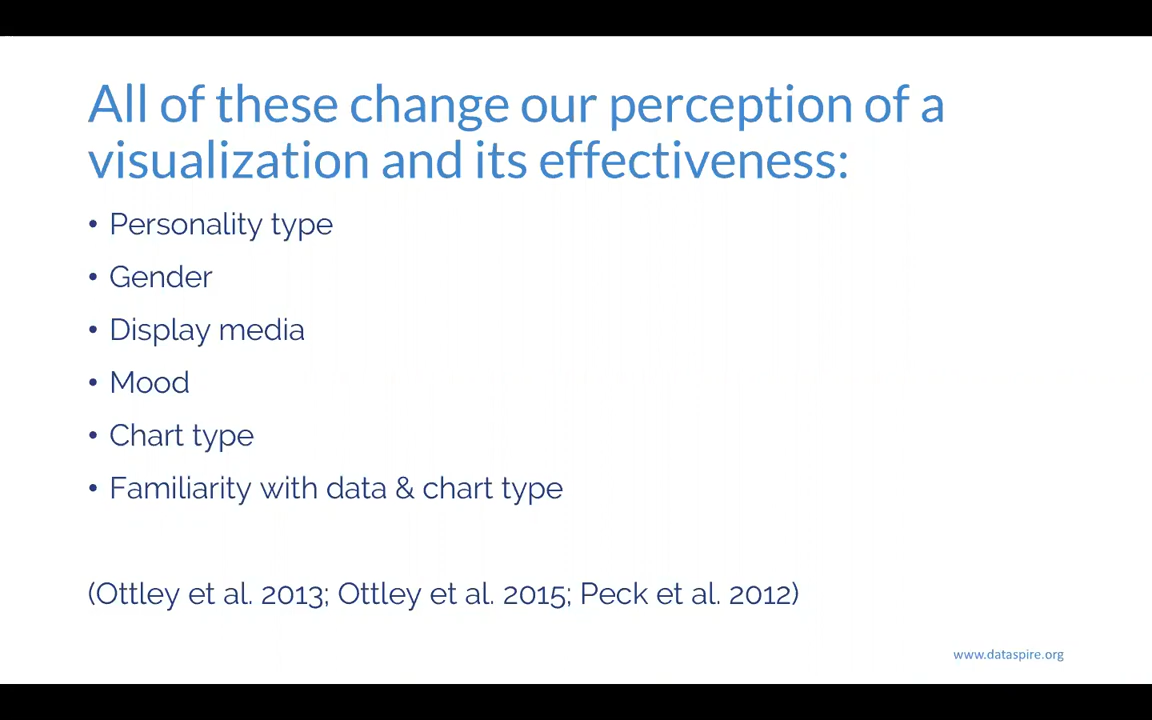 All of these change our perception of a
visualization and its effectiveness:
• Personality type
• Gender
• Display media
• Mood
• Chart type
• Familiarity with data & chart type
(Ottley et al. 2013; Ottley et al. 2015; Peck et al. 2012)
www.dataspire.org